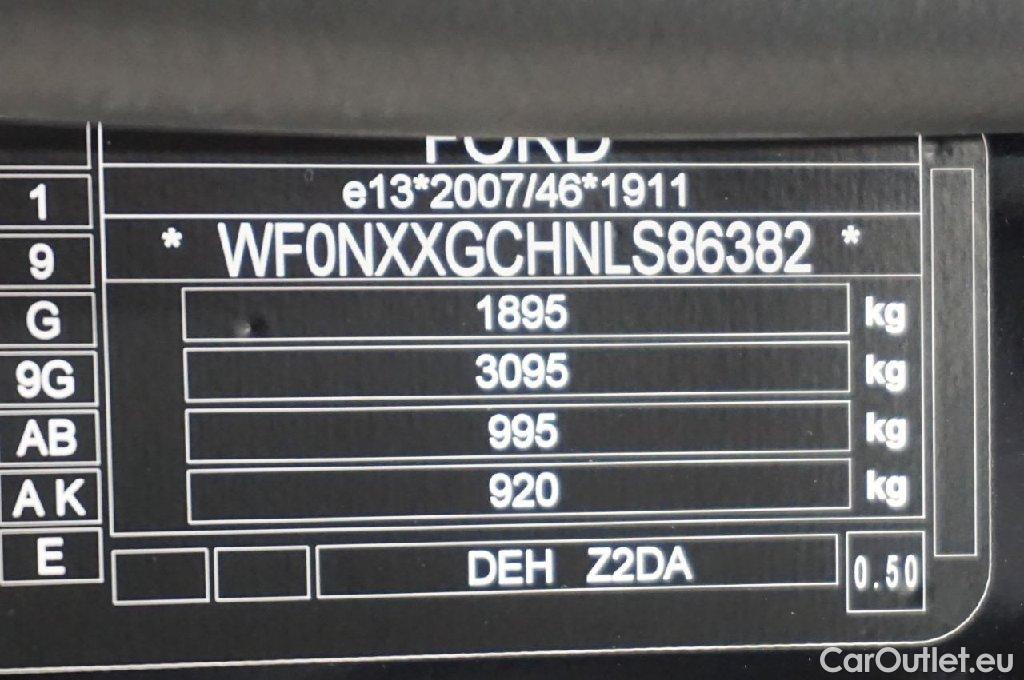 FORD
e13*2007/46*1911
* WF0NXXGCHNLS86382 *
1
9
G
9G
AB
AK
E
1895 kg
3095 kg
995 kg
920 kg
DEH Z2DA
0.50
CarOutlet.eu